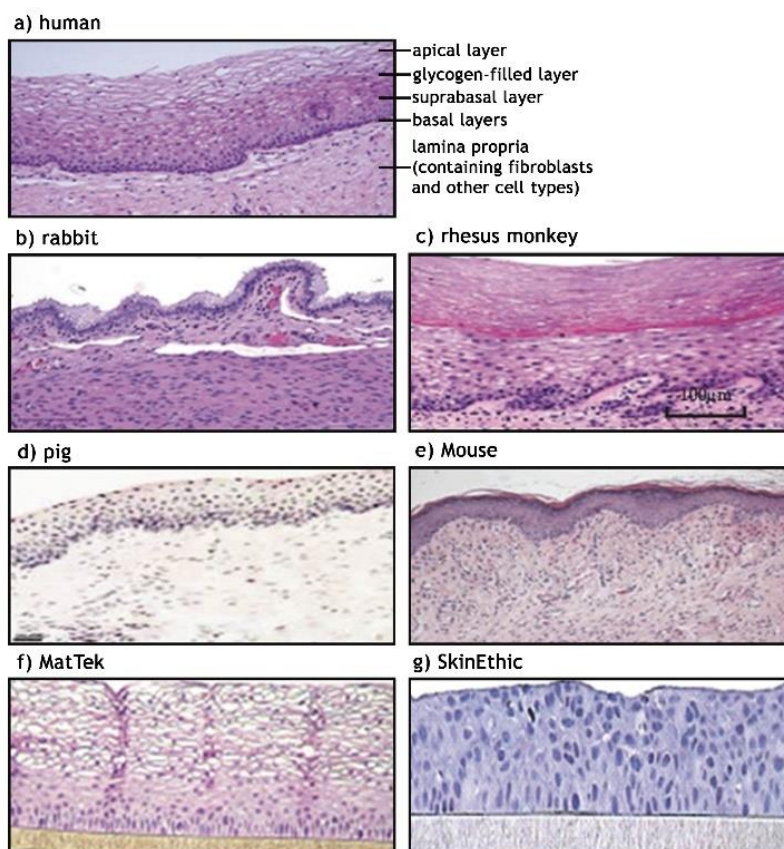 a) human
apical layer
glycogen-filled layer
suprabasal layer
basal layers
lamina propria
(containing fibroblasts
and other cell types)
b) rabbit
c) rhesus monkey
100μm
d) pig
e) Mouse
f) MatTek
g) SkinEthic